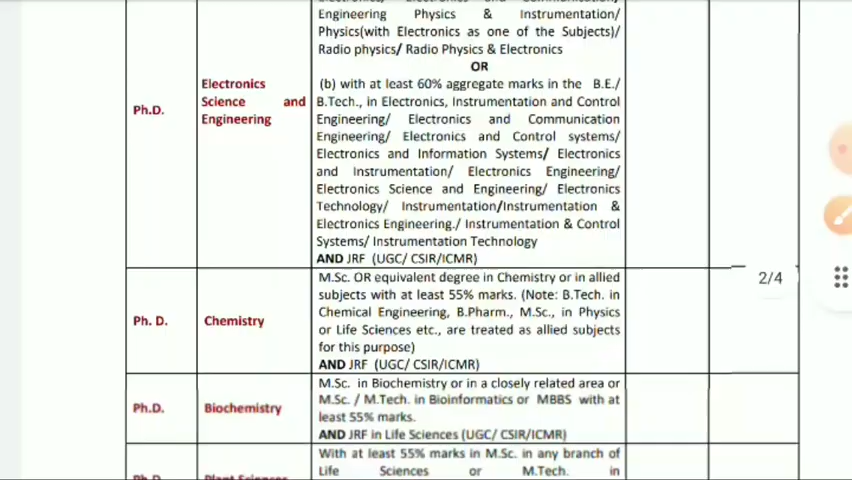 Engineering Physics & Instrumentation/
Physics(with Electronics as one of the Subjects)/
Radio physics/ Radio Physics & Electronics
OR
Ph.D.
Electronics
Science and
Engineering
(b) with at least 60% aggregate marks in the B.E./
B.Tech., in Electronics, Instrumentation and Control
Engineering/ Electronics and Communication
Engineering/ Electronics and Control systems/
Electronics and Information Systems/ Electronics
and Instrumentation/ Electronics Engineering/
Electronics Science and Engineering/ Electronics
Technology/ Instrumentation/Instrumentation &
Electronics Engineering./ Instrumentation & Control
Systems/ Instrumentation Technology
AND JRF (UGC/ CSIR/ICMR)
Ph. D.
Chemistry
M.Sc. OR equivalent degree in Chemistry or in allied
subjects with at least 55% marks. (Note: B.Tech. in
Chemical Engineering, B.Pharm., M.Sc., in Physics
or Life Sciences etc., are treated as allied subjects
for this purpose)
AND JRF (UGC/ CSIR/ICMR)
2/4
Ph.D.
Biochemistry
M.Sc. in Biochemistry or in a closely related area or
M.Sc. / M.Tech. in Bioinformatics or MBBS with at
least 55% marks.
AND JRF in Life Sciences (UGC/ CSIR/ICMR)
Ph.D.
Plant Sciences
With at least 55% marks in M.Sc. in any branch of
Life Sciences or M.Tech. in